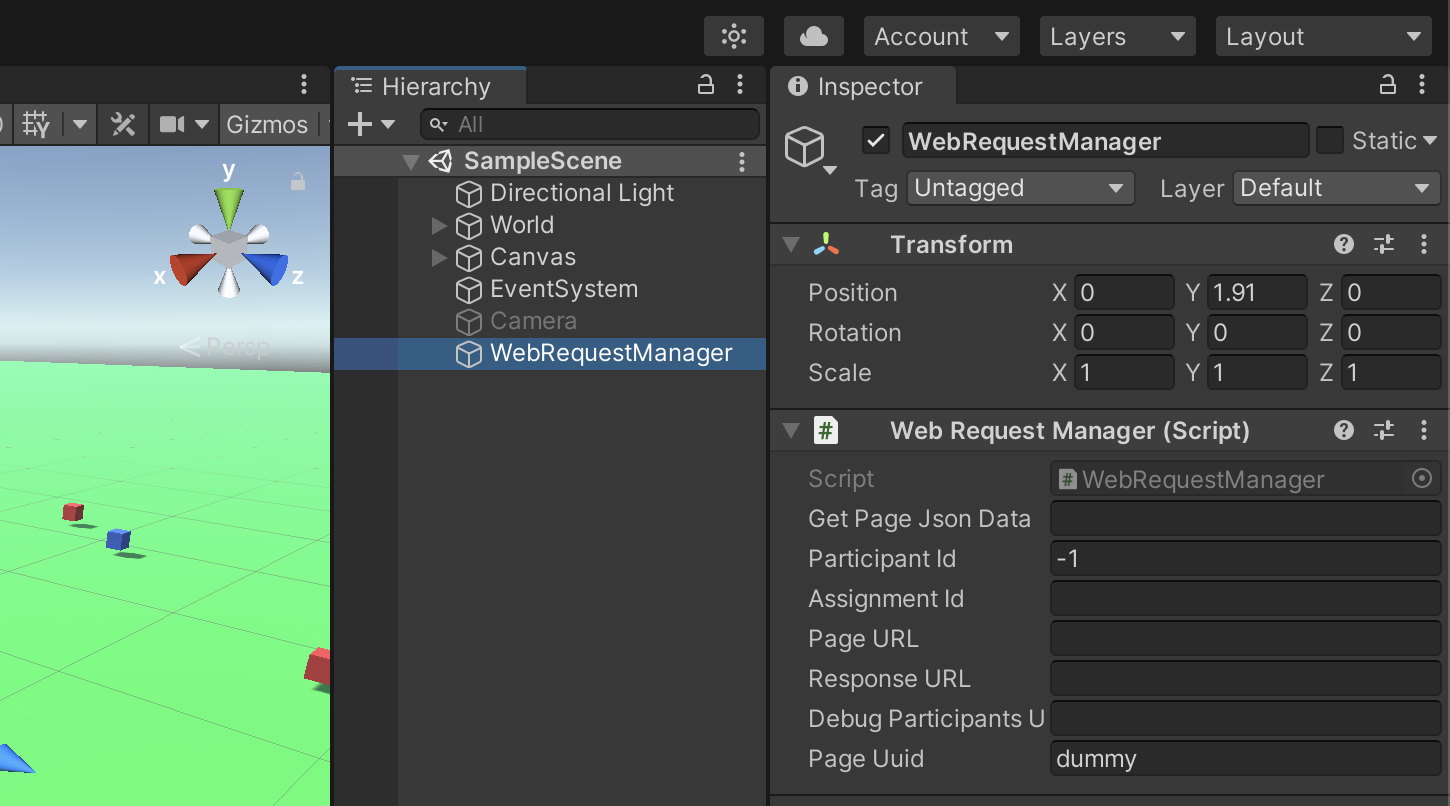 Account
Layers
Layout
Hierarchy
Inspector
Gizmos
All
WebRequestManager
Static
Tag
Untagged
Layer
Default
SampleScene
Directional Light
World
Canvas
EventSystem
Camera
WebRequestManager
y
x
z
Persp
Transform
Position X 0 Y 1.91 Z 0
Rotation X 0 Y 0 Z 0
Scale X 1 Y 1 Z 1
# Web Request Manager (Script)
Script # WebRequestManager
Get Page Json Data
Participant Id -1
Assignment Id
Page URL
Response URL
Debug Participants U
Page Uuid dummy